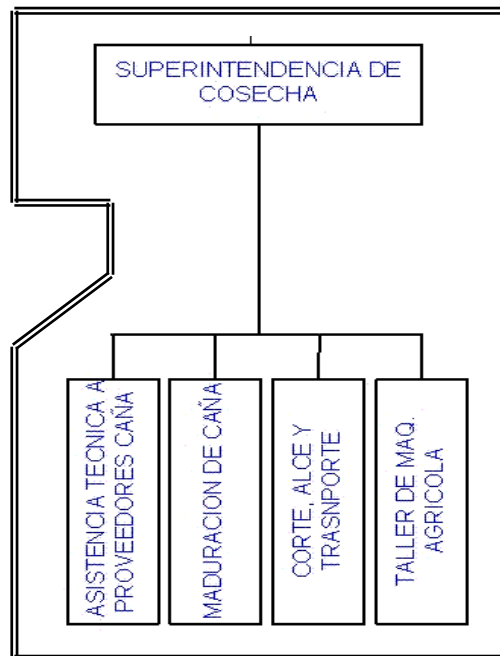 SUPERINTENDENCIA DE
COSECHA
ASISTENCIA TECNICA A
PROVEEDORES CAÑA
MADURACION DE CAÑA
CORTE, ALCE Y
TRASNPORTE
TALLER DE MAQ.
AGRICOLA